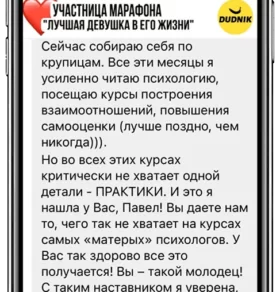 УЧАСТНИЦА МАРАФОНА
"ЛУЧШАЯ ДЕВУШКА В ЕГО ЖИЗНИ"
DUDNIK
Сейчас собираю себя по
крупицам. Все эти месяцы я
усиленно читаю психологию,
посещаю курсы построения
взаимоотношений, повышения
самооценки (лучше поздно, чем
никогда))).
Но во всех этих курсах
критически не хватает одной
детали - ПРАКТИКИ. И это я
нашла у Вас, Павел! Вы даете нам
то, чего так не хватает на курсах
самых «матерых» психологов. У
Вас так здорово все это
получается! Вы – такой молодец!
С таким наставником я уверена,